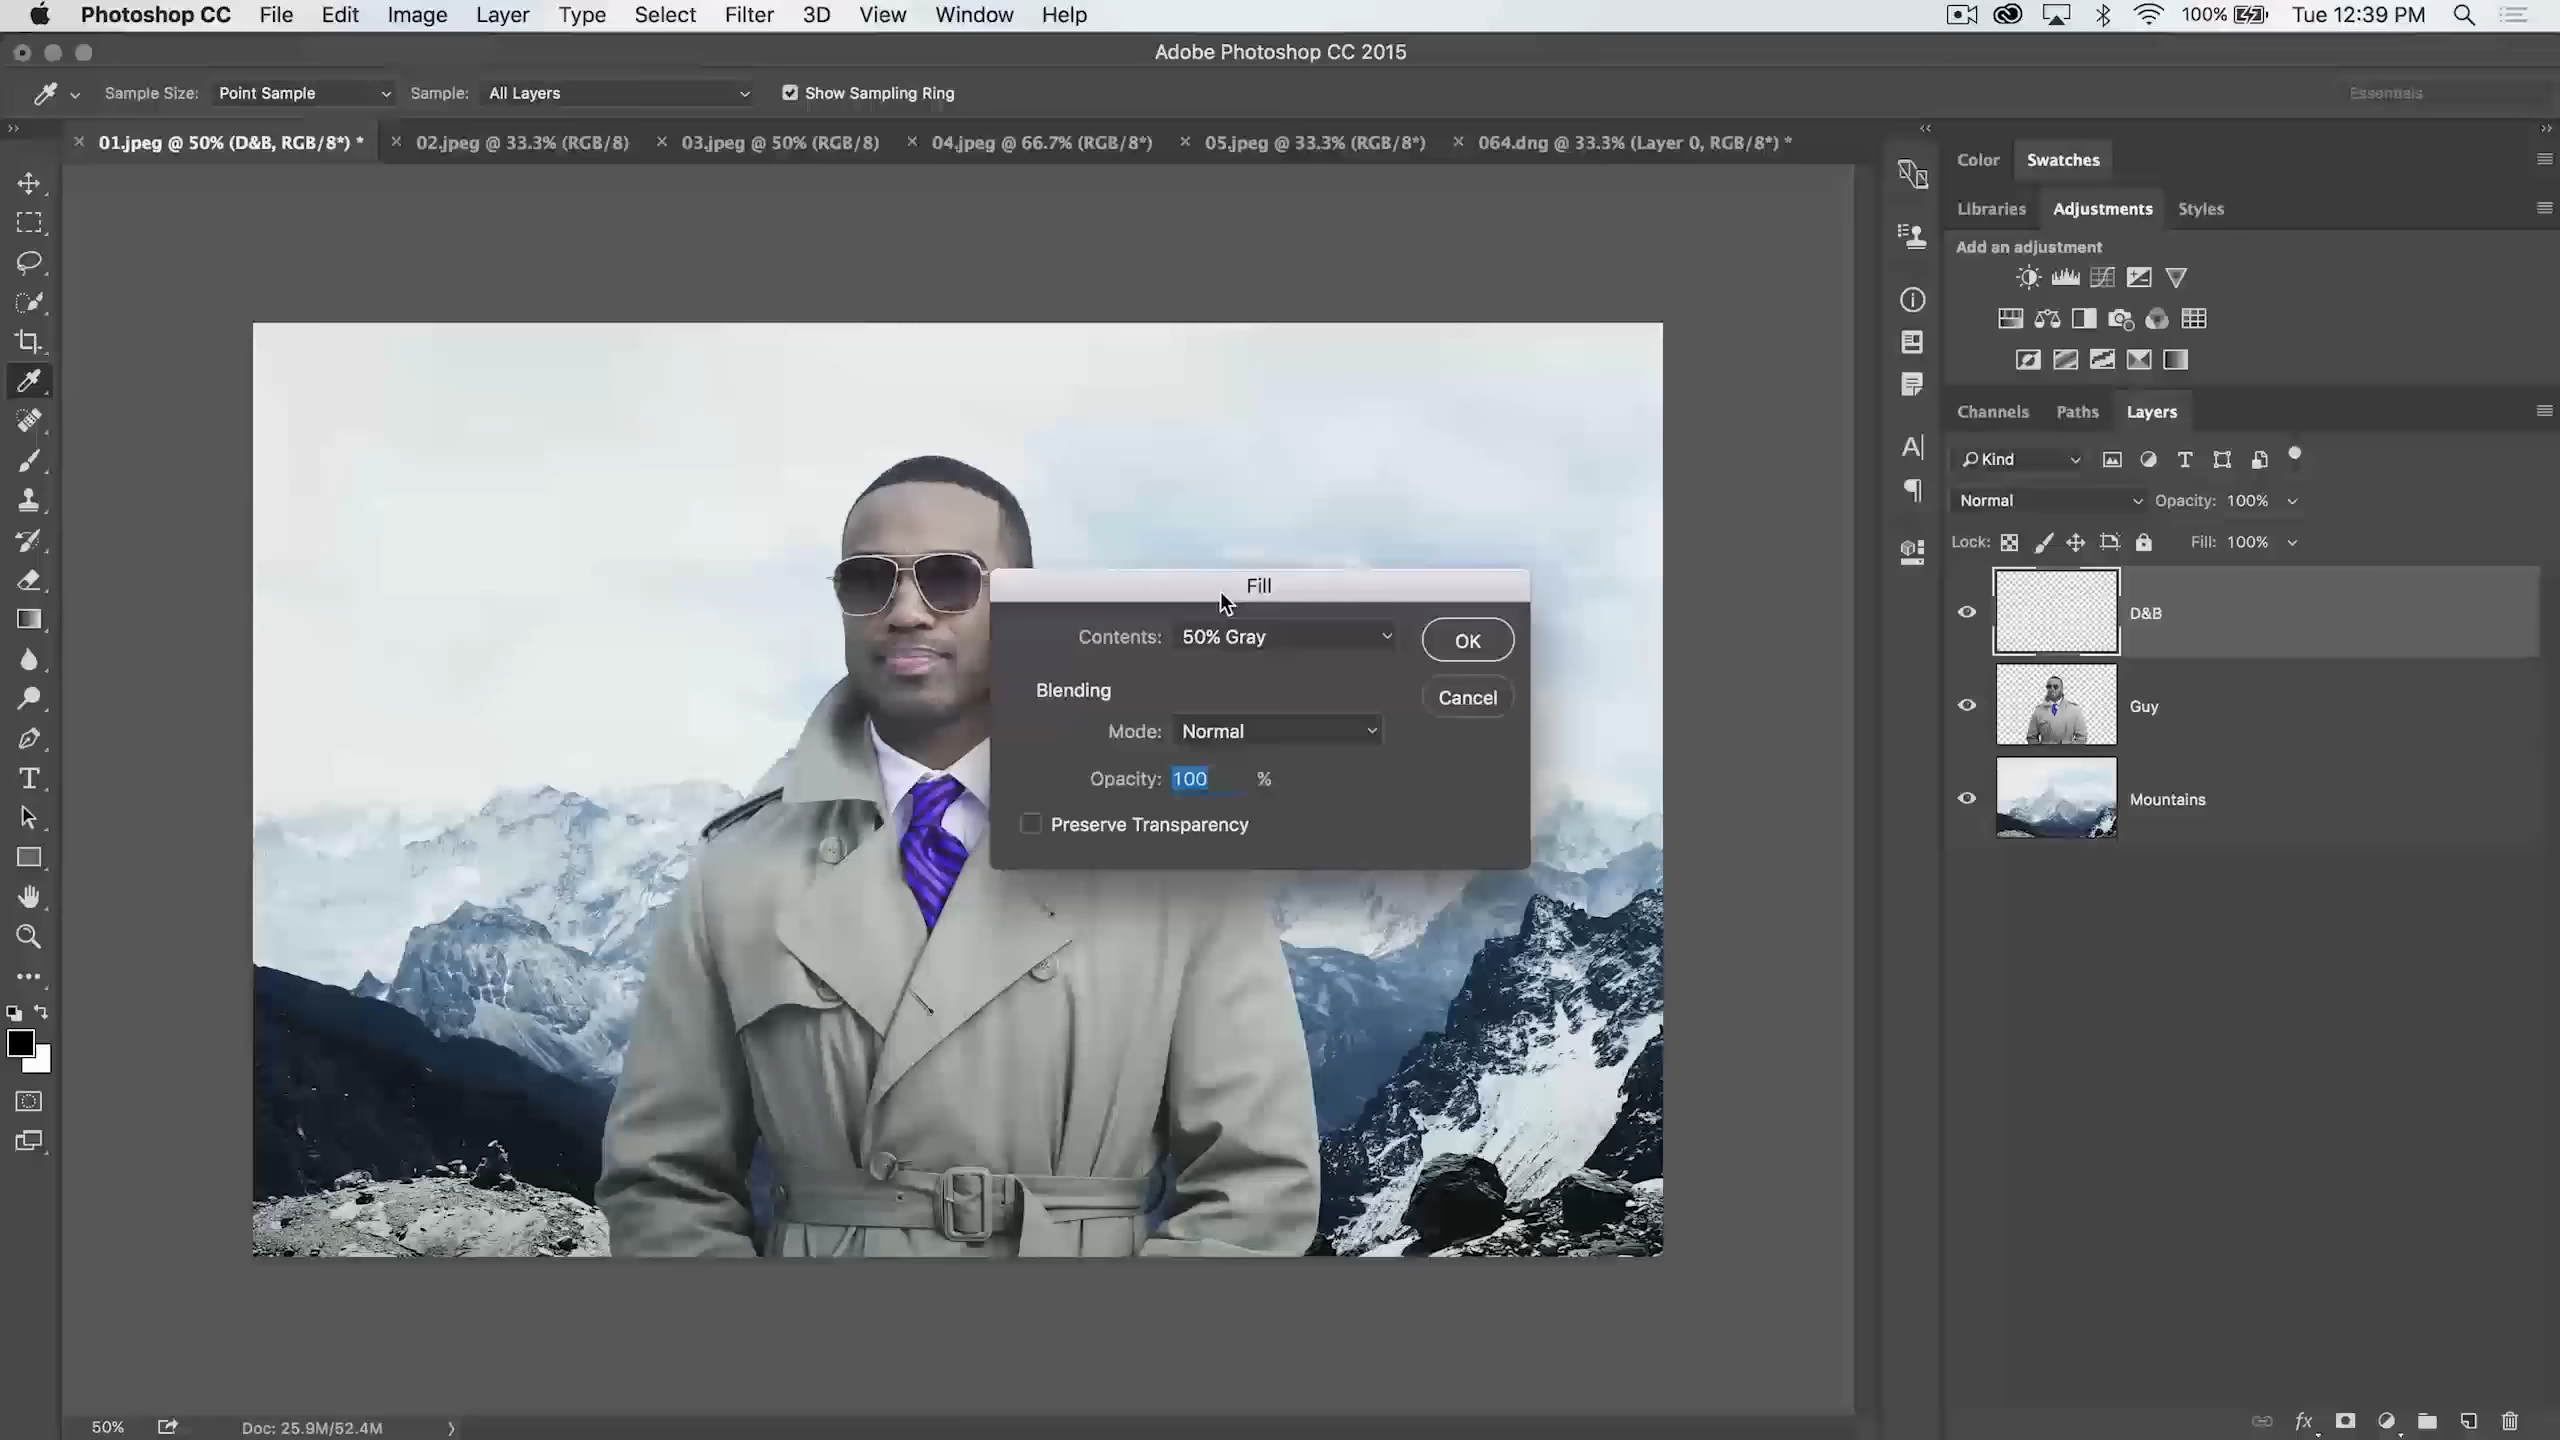 Photoshop CC File Edit Image Layer Type Select Filter 3D View Window Help 100% Tue 12:39 PM
Adobe Photoshop CC 2015
Sample Size: Point Sample Sample: All Layers Show Sampling Ring Essentials
01.jpeg @ 50% (D&B, RGB/8*) * 02.jpeg @ 33.3% (RGB/8) 03.jpeg @ 50% (RGB/8) 04.jpeg @ 66.7% (RGB/8*) 05.jpeg @ 33.3% (RGB/8*) 064.dng @ 33.3% (Layer 0, RGB/8*) *
Color Swatches
Libraries Adjustments Styles
Add an adjustment
Channels Paths Layers
Kind
Normal Opacity: 100%
Lock: Fill: 100%
D&B
Guy
Mountains
Fill
Contents: 50% Gray OK
Blending Cancel
Mode: Normal
Opacity: 100 %
Preserve Transparency
50% Doc: 25.9M/52.4M